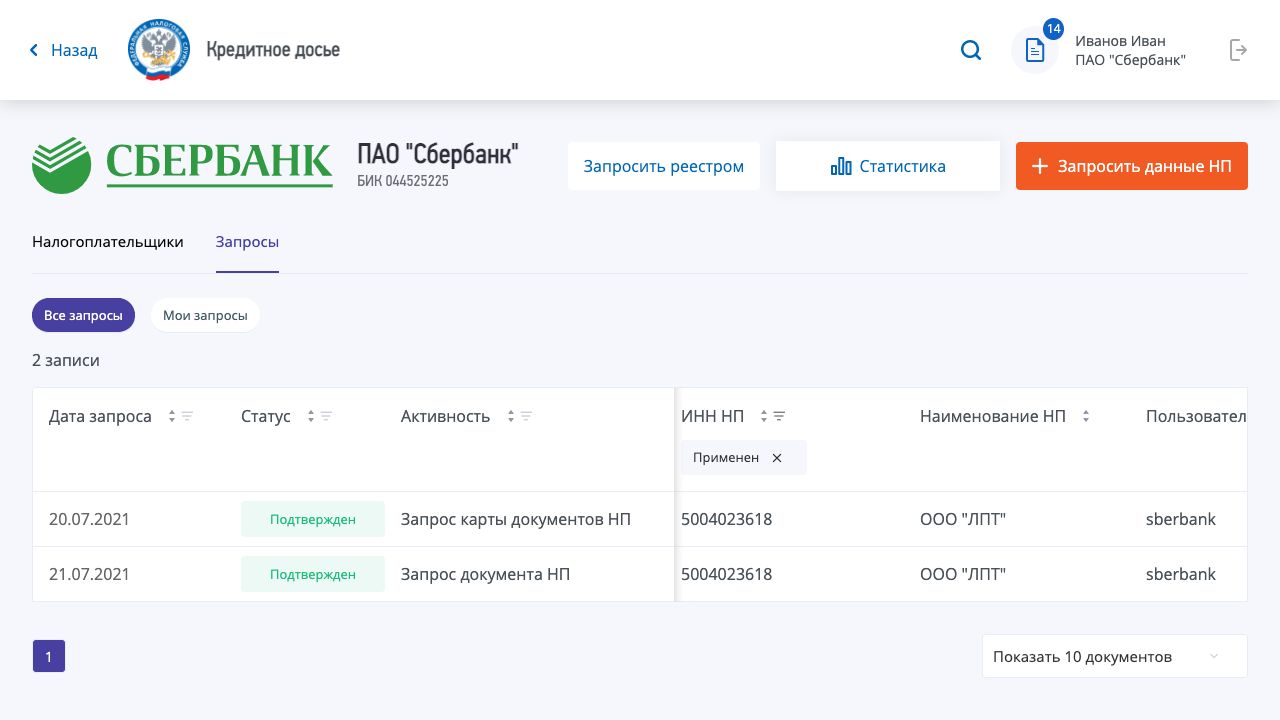 Назад
ФЕДЕРАЛЬНАЯ НАЛОГОВАЯ СЛУЖБА
Кредитное досье
14
Иванов Иван
ПАО "Сбербанк"
СБЕРБАНК
ПАО "Сбербанк"
БИК 044525225
Запросить реестром
Статистика
Запросить данные НП
Налогоплательщики
Запросы
Все запросы
Мои запросы
2 записи
Дата запроса Статус Активность ИНН НП Наименование НП Пользовател
Применен
20.07.2021 Подтвержден Запрос карты документов НП 5004023618 ООО "ЛПТ" sberbank
21.07.2021 Подтвержден Запрос документа НП 5004023618 ООО "ЛПТ" sberbank
1
Показать 10 документов